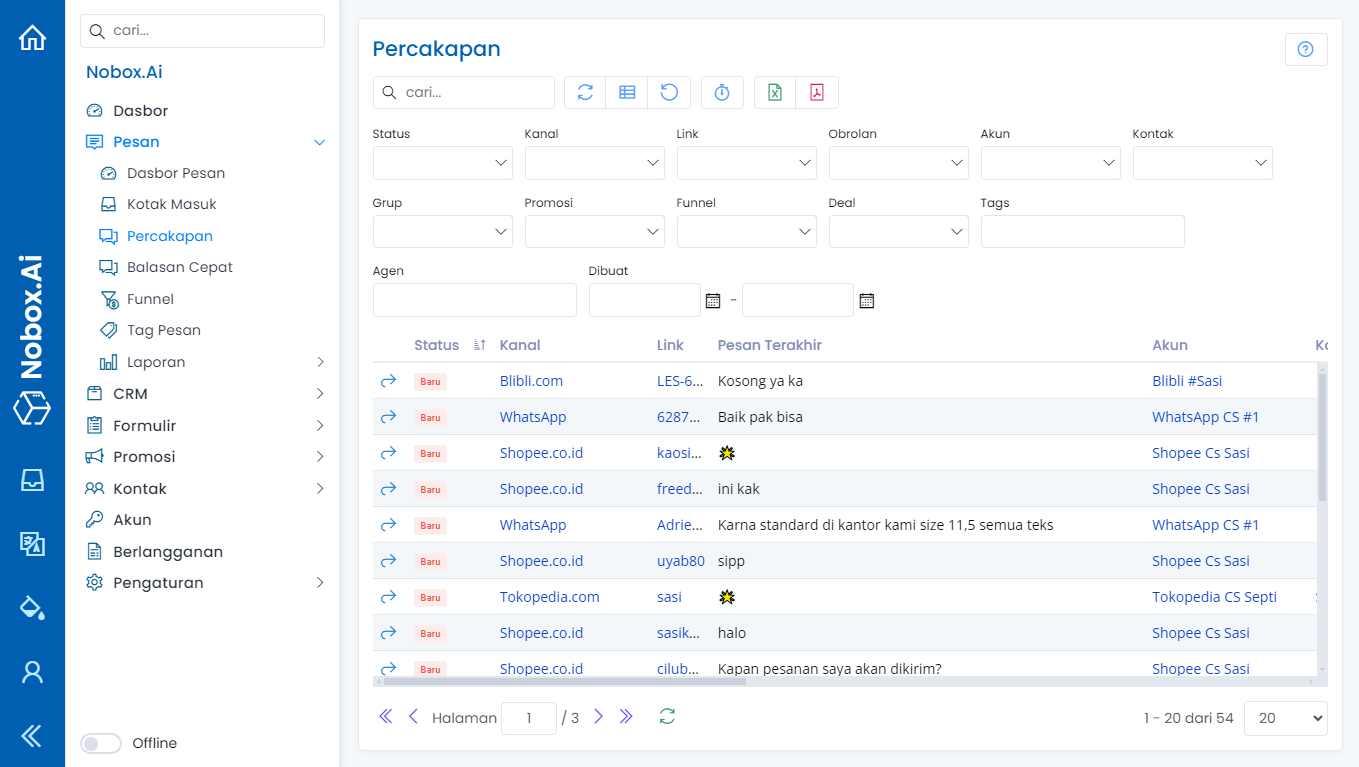 cari...
Nobox.Ai
Dasbor
Pesan
Dasbor Pesan
Kotak Masuk
Percakapan
Balasan Cepat
Funnel
Tag Pesan
Laporan
CRM
Formulir
Promosi
Kontak
Akun
Berlangganan
Pengaturan
Offline
Nobox.Ai
Percakapan
cari...
Status Kanal Link Obrolan Akun Kontak
Grup Promosi Funnel Deal Tags
Agen Dibuat
-
Status Kanal Link Pesan Terakhir Akun
Baru Blibli.com LES-6... Kosong ya ka Blibli #Sasi
Baru WhatsApp 6287... Baik pak bisa WhatsApp CS #1
Baru Shopee.co.id kaosi... Shopee Cs Sasi
Baru Shopee.co.id freed... ini kak Shopee Cs Sasi
Baru WhatsApp Adrie... Karna standard di kantor kami size 11,5 semua teks WhatsApp CS #1
Baru Shopee.co.id uyab80 sipp Shopee Cs Sasi
Baru Tokopedia.com sasi Tokopedia CS Septi
Baru Shopee.co.id sasik... halo Shopee Cs Sasi
Baru Shopee.co.id cilub... Kapan pesanan saya akan dikirim? Shopee Cs Sasi
Halaman 1 / 3 1 - 20 dari 54 20